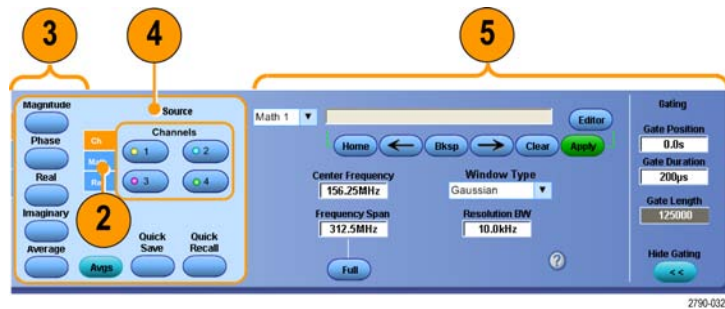 3
4
5
Magnitude
Phase
Real
Imaginary
Average
Source
Ch
Channels
1
2
3
4
2
Avgs
Quick Save
Quick Recall
Math 1
Editor
Home
←
Bksp
→
Clear
Apply
Center Frequency
156.25MHz
Window Type
Gaussian
Frequency Span
312.5MHz
Resolution BW
10.0kHz
Full
?
Gating
Gate Position
0.0s
Gate Duration
200µs
Gate Length
125000
Hide Gating
<<
2790-032